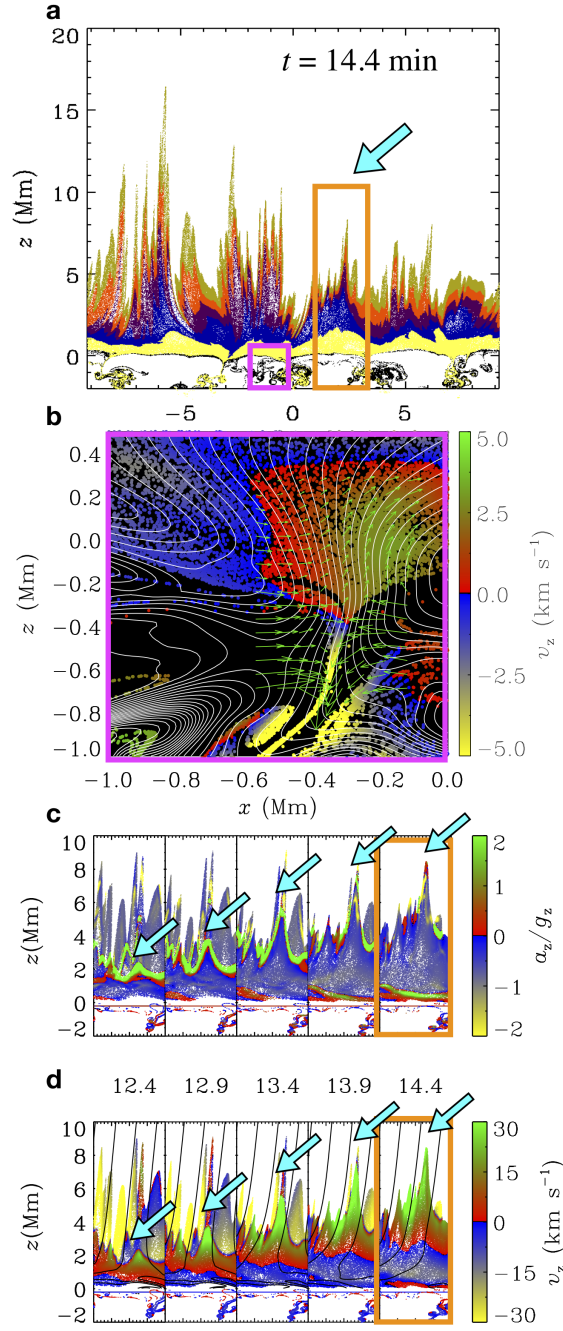 a
t = 14.4 min
20
15
10
5
0
z (Mm)
-5 0 5
b
0.4
0.2
0.0
-0.2
-0.4
-0.6
-0.8
-1.0
z (Mm)
-1.0 -0.8 -0.6 -0.4 -0.2 0.0
x (Mm)
5.0
2.5
0.0
-2.5
-5.0
v_z (km s⁻¹)
c
10
8
6
4
2
0
-2
z(Mm)
2
1
0
-1
-2
a_z/g_z
d
12.4 12.9 13.4 13.9 14.4
10
8
6
4
2
0
-2
z(Mm)
30
15
0
-15
-30
v_z (km s⁻¹)